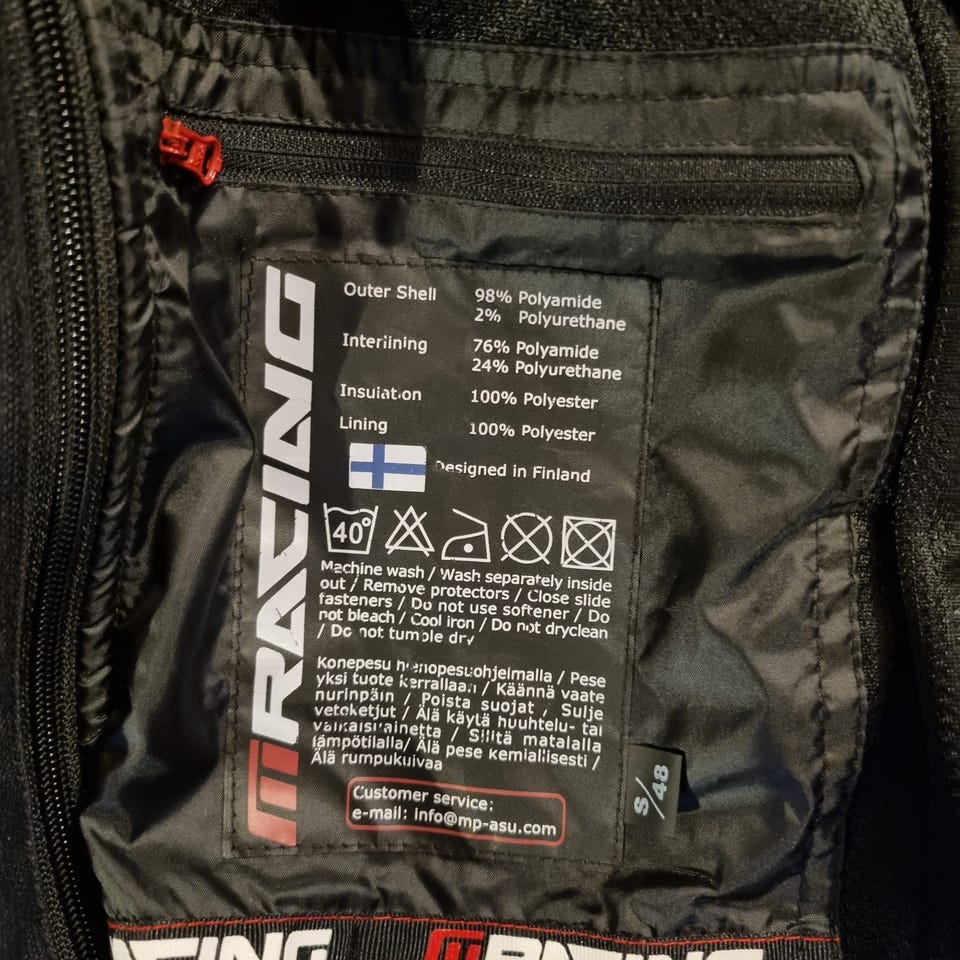 RACING
Outer Shell 98% Polyamide
2% Polyurethane
Interlining 76% Polyamide
24% Polyurethane
Insulation 100% Polyester
Lining 100% Polyester
Designed in Finland
40°
Machine wash / Wash separately inside
out / Remove protectors / Close slide
fasteners / Do not use softener / Do
not bleach / Cool iron / Do not dryclean
/ Do not tumble dry
Konepesu hienopesuohjelmalla / Pese
yksi tuote kerrallaan / Käännä vaate
nurinpäin / Poista suojat / Sulje
vetoketjut / Älä käytä huuhtelu- tai
valkaisuainetta / Silitä matalalla
lämpötilalla/ Älä pese kemiallisesti /
Älä rumpukuivaa
Customer service:
e-mail: info@mp-asu.com
S/48
RACING RACING